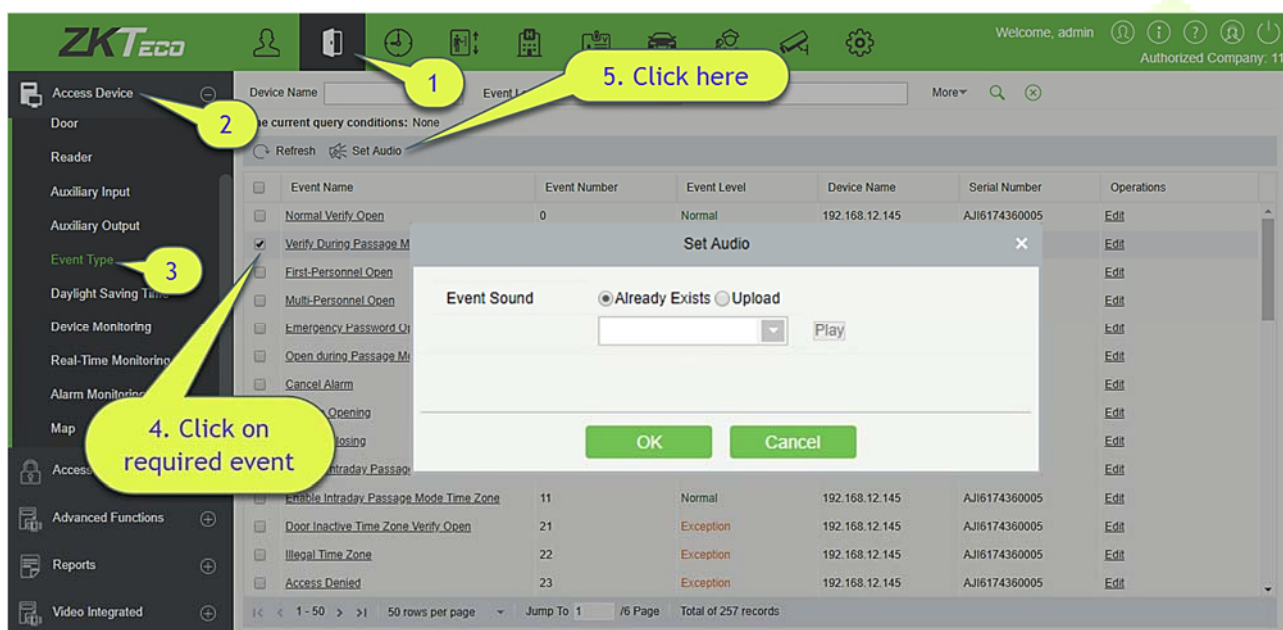 ZKTeco
Welcome, admin
Authorized Company: 11
1
5. Click here
Access Device
2
Device Name
Event L
More
Door
e current query conditions: None
Reader
Refresh Set Audio
Auxiliary Input
Event Name Event Number Event Level Device Name Serial Number Operations
Auxiliary Output
Normal Verify Open 0 Normal 192.168.12.145 AJI6174360005 Edit
Verify During Passage M Edit
Set Audio
Event Type
3
First-Personnel Open Edit
Daylight Saving Time
Multi-Personnel Open Edit
Event Sound Already Exists Upload
Device Monitoring
Emergency Password Op Edit
Play
Real-Time Monitoring
Open during Passage Mo Edit
Alarm Monitoring
Cancel Alarm Edit
Map
4. Click on
required event
Opening Edit
losing Edit
OK Cancel
Access
ntraday Passage Edit
Enable Intraday Passage Mode Time Zone 11 Normal 192.168.12.145 AJI6174360005 Edit
Advanced Functions
Door Inactive Time Zone Verify Open 21 Exception 192.168.12.145 AJI6174360005 Edit
Illegal Time Zone 22 Exception 192.168.12.145 AJI6174360005 Edit
Reports
Access Denied 23 Exception 192.168.12.145 AJI6174360005 Edit
Video Integrated
1 - 50 50 rows per page Jump To 1 /6 Page Total of 257 records